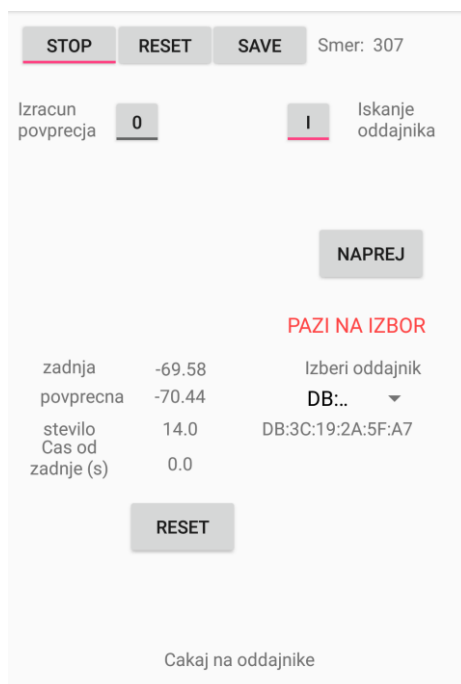 STOP RESET SAVE Smer: 307
Izracun povprecja 0 I Iskanje oddajnika
NAPREJ
PAZI NA IZBOR
zadnja -69.58 Izberi oddajnik
povprecna -70.44 DB:..
stevilo 14.0 DB:3C:19:2A:5F:A7
Cas od zadnje (s) 0.0
RESET
Cakaj na oddajnike